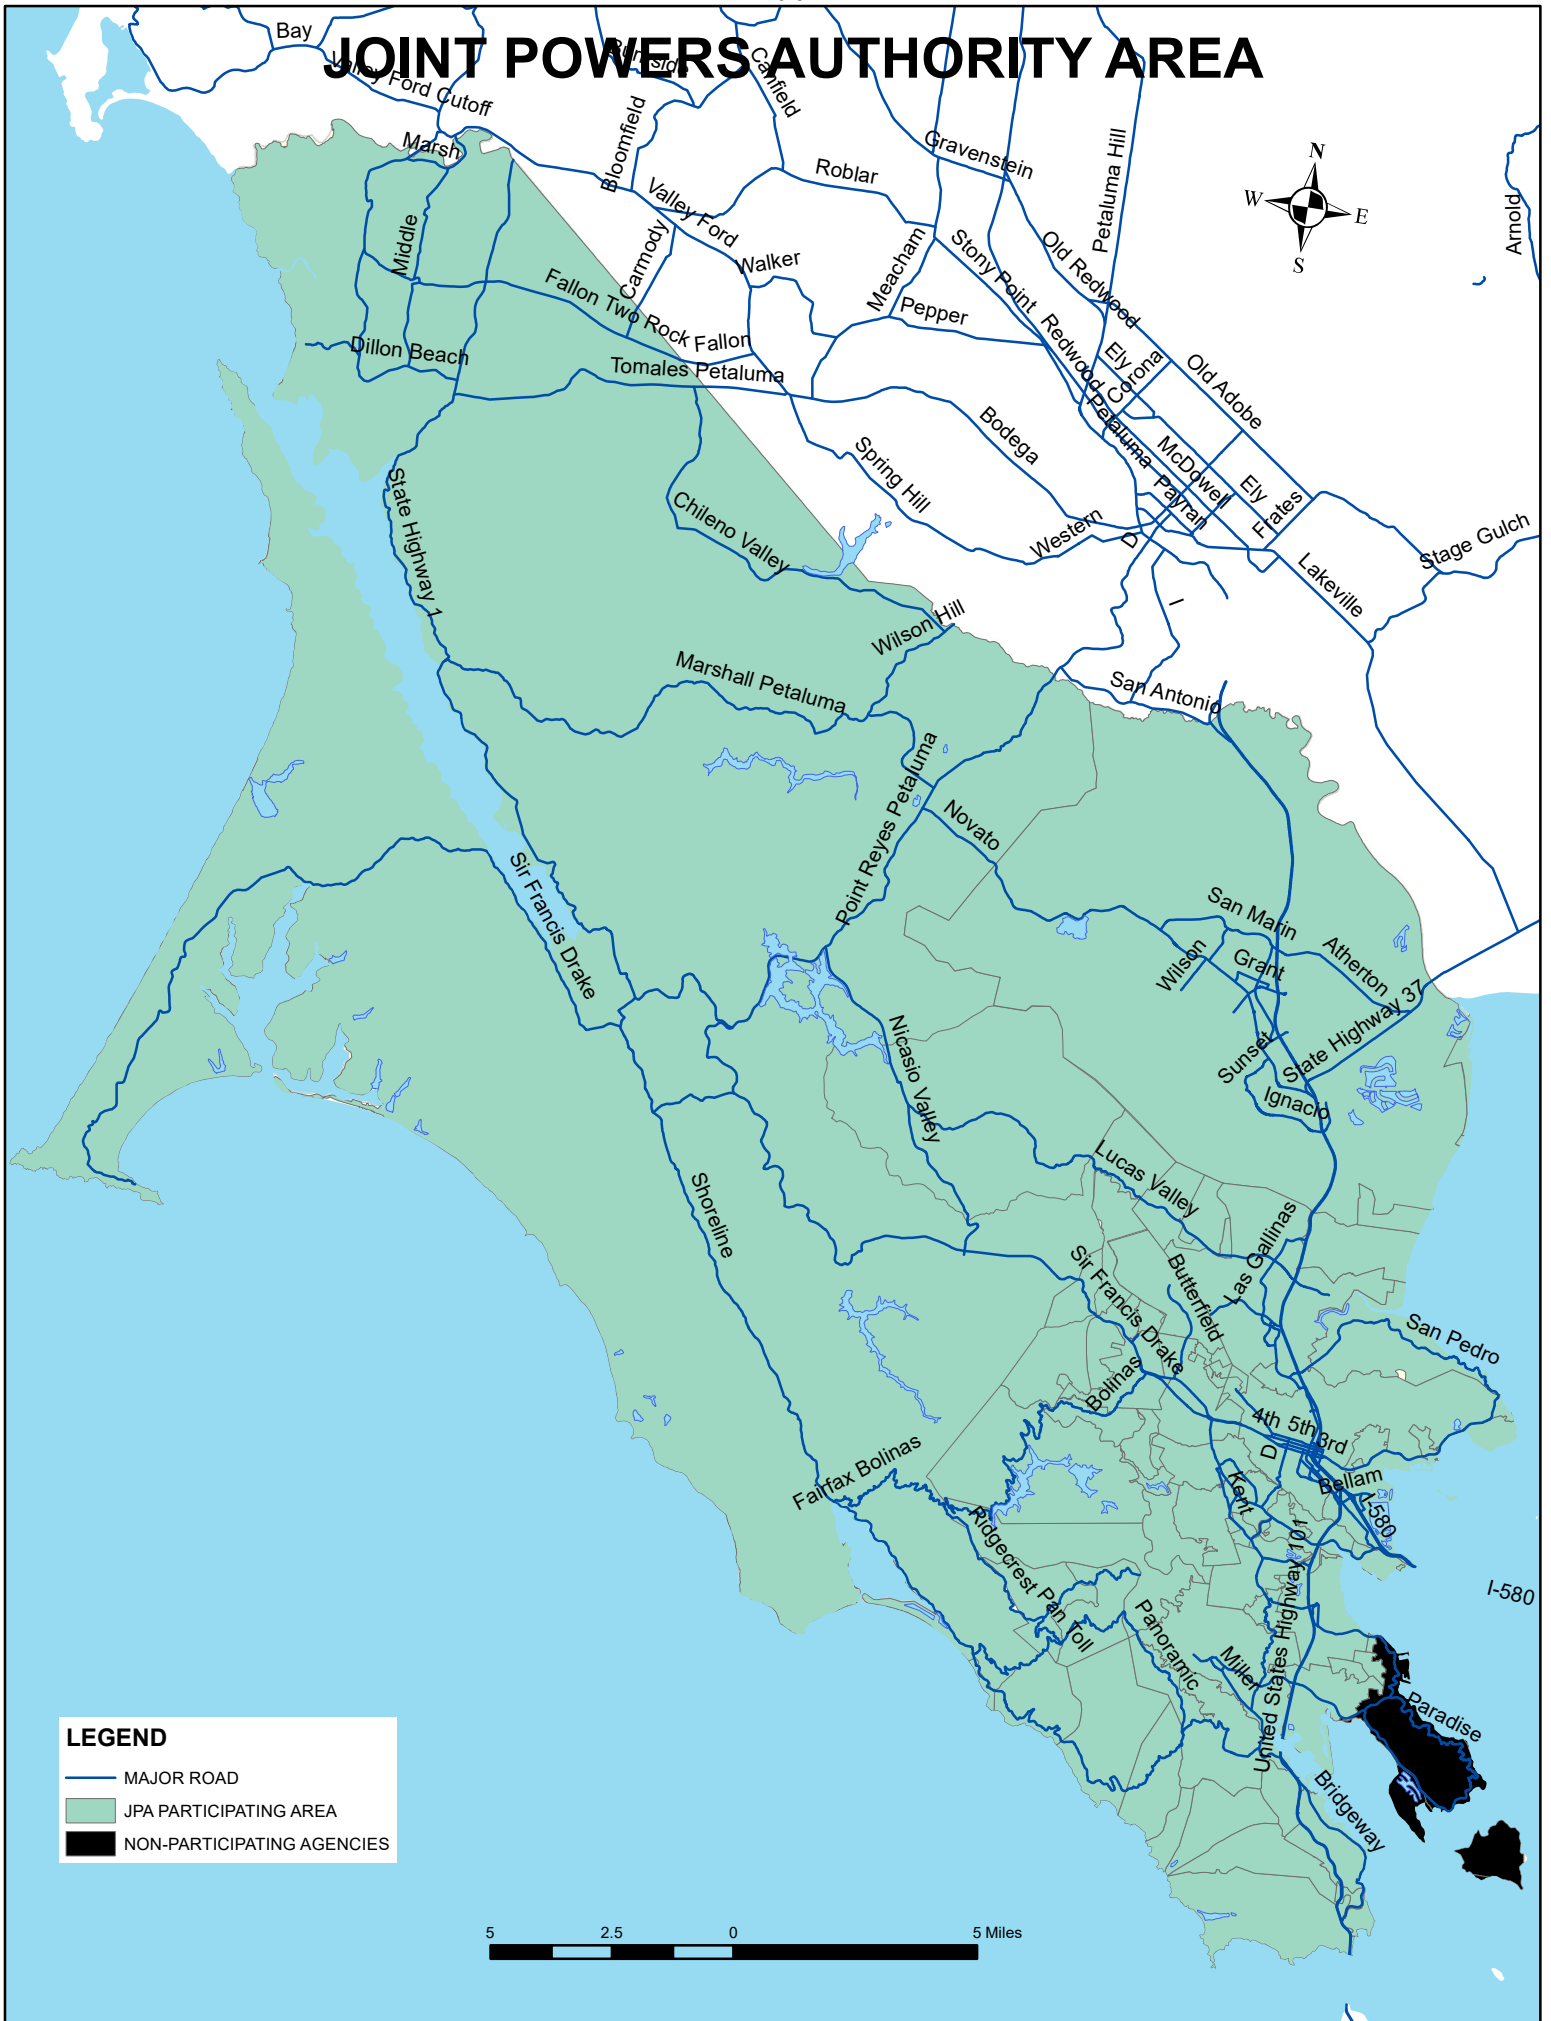 JOINT POWERS AUTHORITY AREA
Bay
Valley Ford Cutoff
Canfield
Bloomfield
Marsh
Gravenstein
Petaluma Hill
Roblar
N
W
E
S
Arnold
Valley Ford
Middle
Carmody
Walker
Meacham
Stony Point
Old Redwood
Fallon Two Rock
Fallon
Pepper
Redwood
Dillon Beach
Tomales Petaluma
Ely
Corona
Old Adobe
Petaluma
Bodega
McDowell
Spring Hill
Ely
Payran
Frates
State Highway 1
Chileno Valley
Western
D
Stage Gulch
Lakeville
I
Wilson Hill
Marshall Petaluma
San Antonio
Point Reyes Petaluma
Novato
Sir Francis Drake
San Marin
Wilson
Grant
Atherton
State Highway 37
Sunset
Ignacio
Nicasio Valley
Lucas Valley
Shoreline
Las Gallinas
Sir Francis Drake
Butterfield
San Pedro
Bolinas
4th
5th
3rd
D
Fairfax Bolinas
Kent
Bellam
I-580
I-580
Ridgecrest
Pan Toll
Panoramic
Miller
United States Highway 101
Paradise
Bridgeway
LEGEND
MAJOR ROAD
JPA PARTICIPATING AREA
NON-PARTICIPATING AGENCIES
5
2.5
0
5 Miles